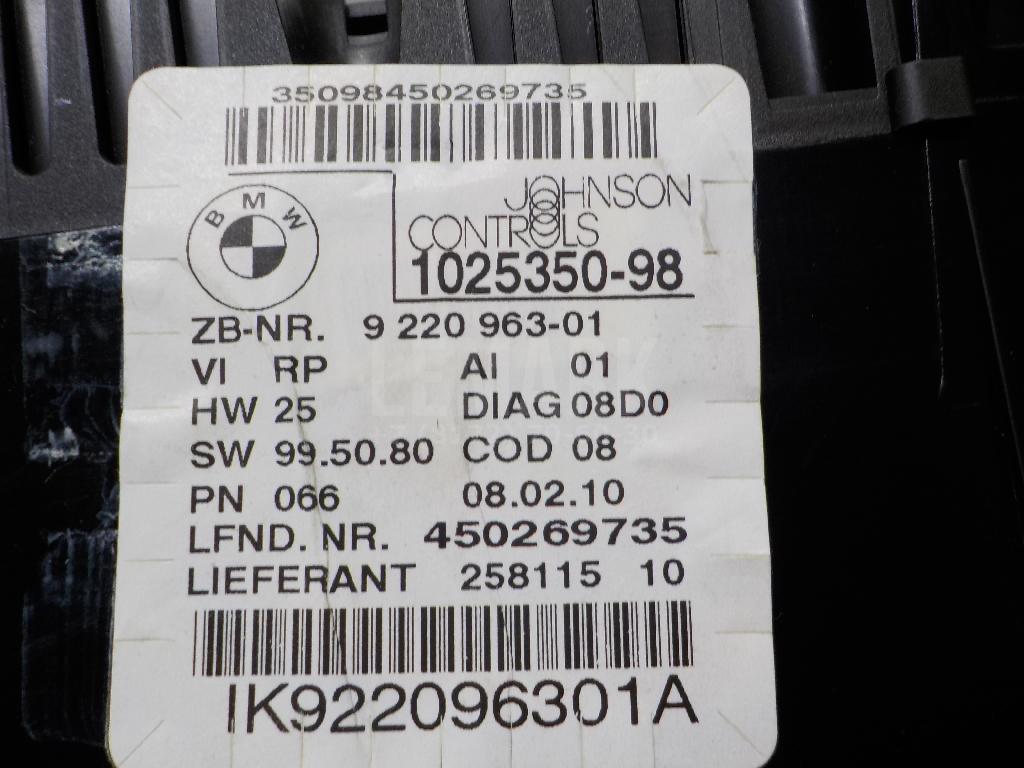 35098450269735
BMW
JOHNSON
CONTROLS
1025350-98
ZB-NR. 9 220 963-01
VI RP AI 01
HW 25 DIAG 08D0
SW 99.50.80 COD 08
PN 066 08.02.10
LFND. NR. 450269735
LIEFERANT 258115 10
IK922096301A